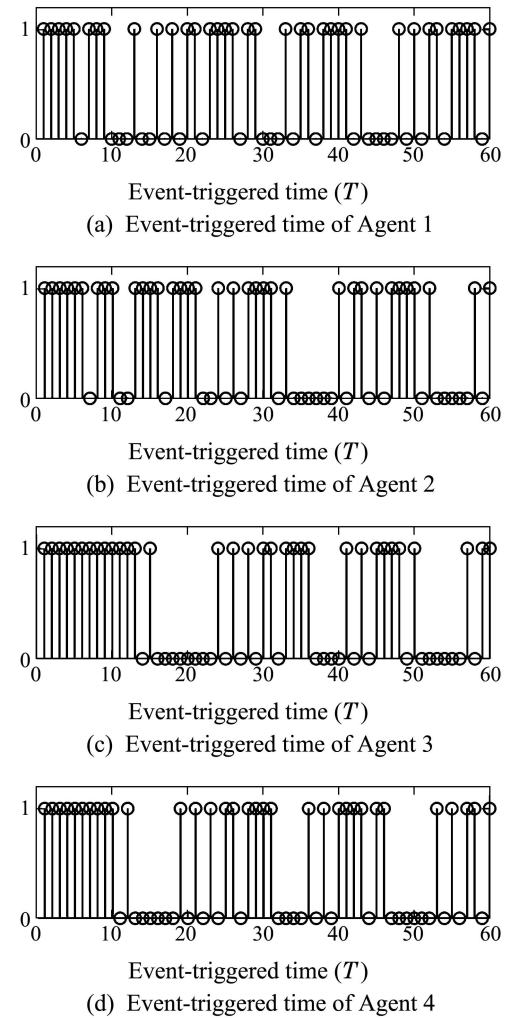 1
0
0 10 20 30 40 50 60
Event-triggered time (T)
(a) Event-triggered time of Agent 1
1
0
0 10 20 30 40 50 60
Event-triggered time (T)
(b) Event-triggered time of Agent 2
1
0
0 10 20 30 40 50 60
Event-triggered time (T)
(c) Event-triggered time of Agent 3
1
0
0 10 20 30 40 50 60
Event-triggered time (T)
(d) Event-triggered time of Agent 4